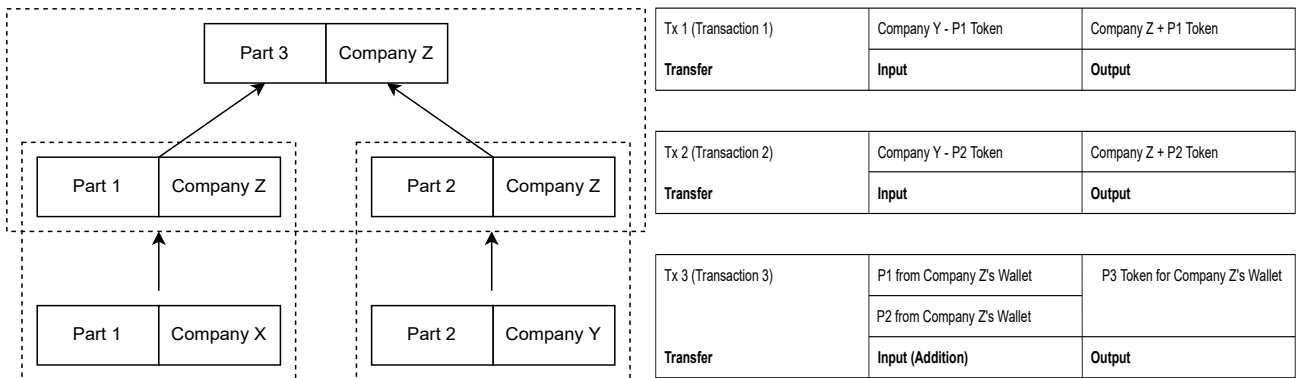 Part 3 Company Z
Part 1 Company Z Part 2 Company Z
Part 1 Company X Part 2 Company Y
Tx 1 (Transaction 1) Company Y - P1 Token Company Z + P1 Token
Transfer Input Output
Tx 2 (Transaction 2) Company Y - P2 Token Company Z + P2 Token
Transfer Input Output
Tx 3 (Transaction 3) P1 from Company Z's Wallet P3 Token for Company Z's Wallet
P2 from Company Z's Wallet
Transfer Input (Addition) Output